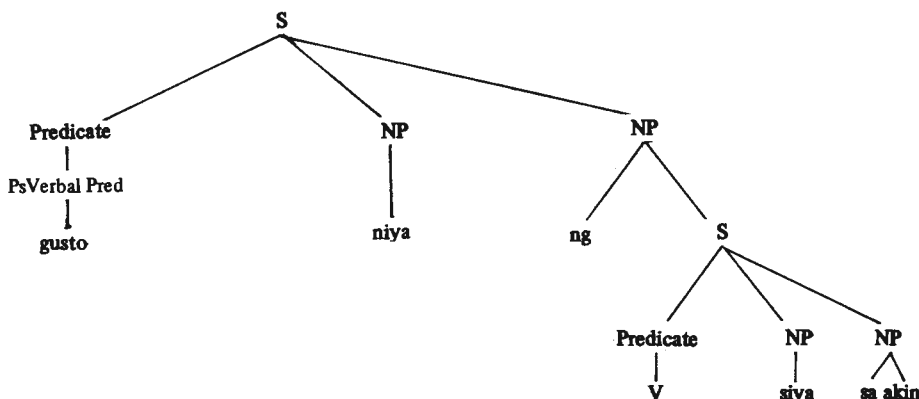 S
Predicate NP NP
PsVerbal Pred
gusto niya ng S
Predicate NP NP
V siya sa akin